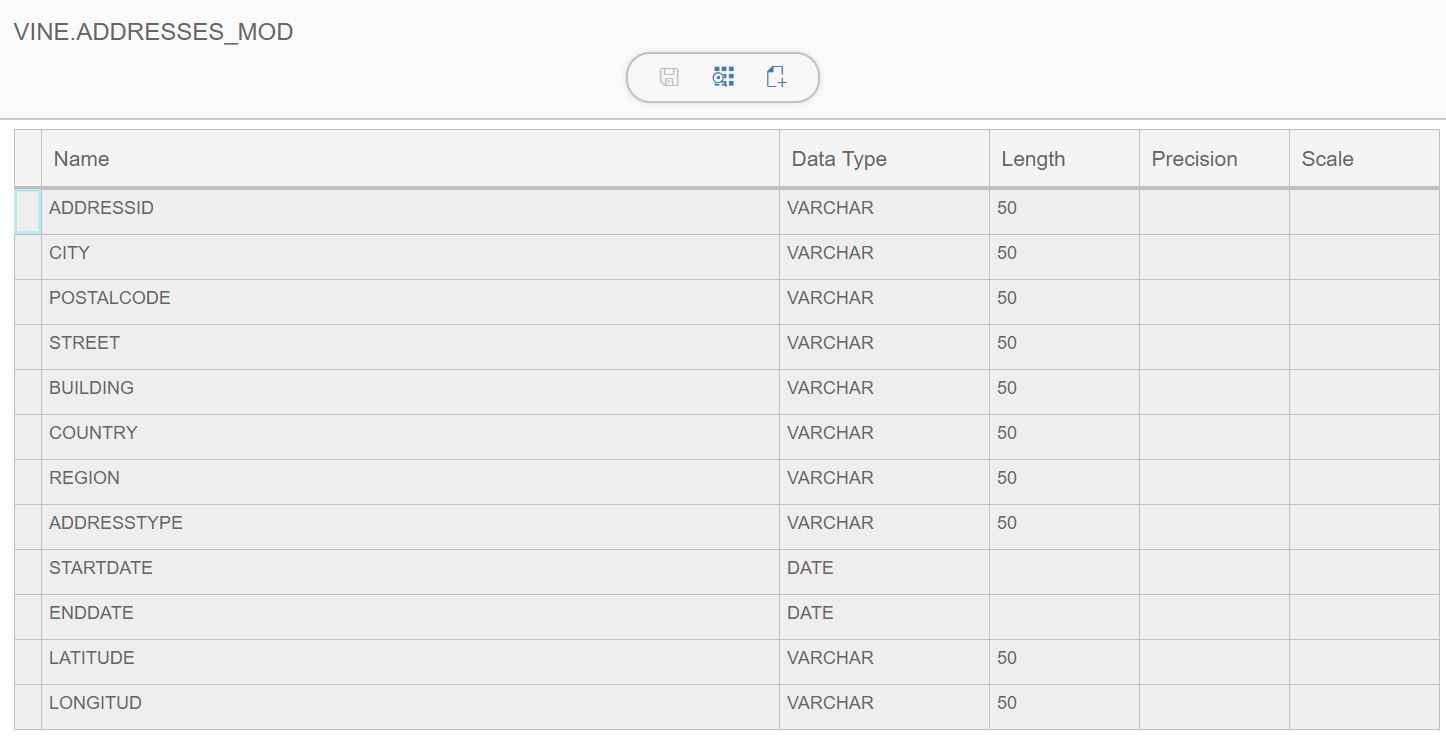 VINE.ADDRESSES_MOD
Name Data Type Length Precision Scale
ADDRESSID VARCHAR 50
CITY VARCHAR 50
POSTALCODE VARCHAR 50
STREET VARCHAR 50
BUILDING VARCHAR 50
COUNTRY VARCHAR 50
REGION VARCHAR 50
ADDRESSTYPE VARCHAR 50
STARTDATE DATE
ENDDATE DATE
LATITUDE VARCHAR 50
LONGITUD VARCHAR 50